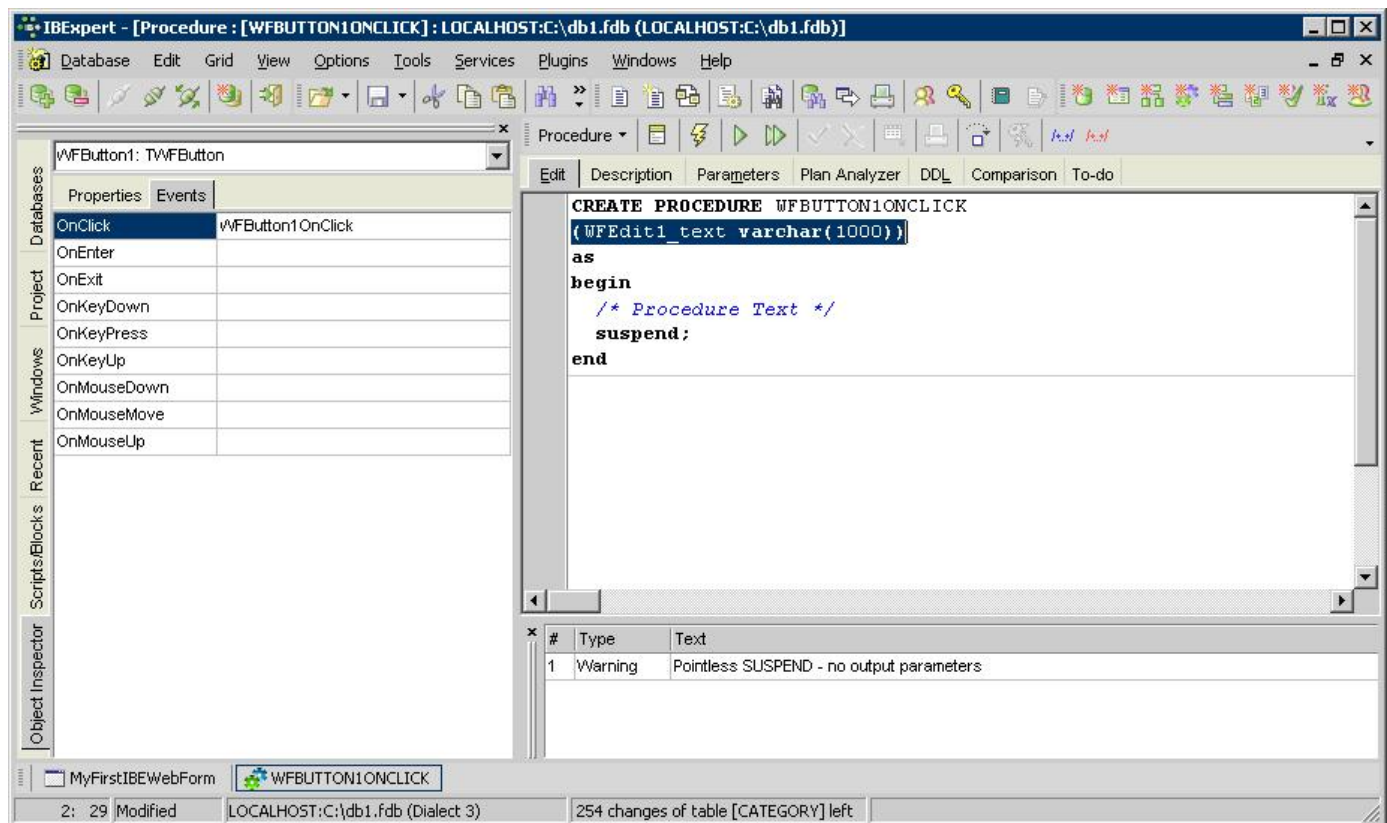 IBExpert - [Procedure : [WFBUTTON1ONCLICK] : LOCALHOST:C:\db1.fdb (LOCALHOST:C:\db1.fdb)]
Database Edit Grid View Options Tools Services Plugins Windows Help
WFButton1: TWFButton
Properties Events
OnClick WFButton1OnClick
OnEnter
OnExit
OnKeyDown
OnKeyPress
OnKeyUp
OnMouseDown
OnMouseMove
OnMouseUp
Databases
Project
Windows
Recent
Scripts/Blocks
Object Inspector
Procedure
Edit Description Parameters Plan Analyzer DDL Comparison To-do
CREATE PROCEDURE WFBUTTON1ONCLICK
(WFEdit1_text varchar(1000))
as
begin
/* Procedure Text */
suspend;
end
# Type Text
1 Warning Pointless SUSPEND - no output parameters
MyFirstIBEWebForm WFBUTTON1ONCLICK
2: 29 Modified LOCALHOST:C:\db1.fdb (Dialect 3) 254 changes of table [CATEGORY] left